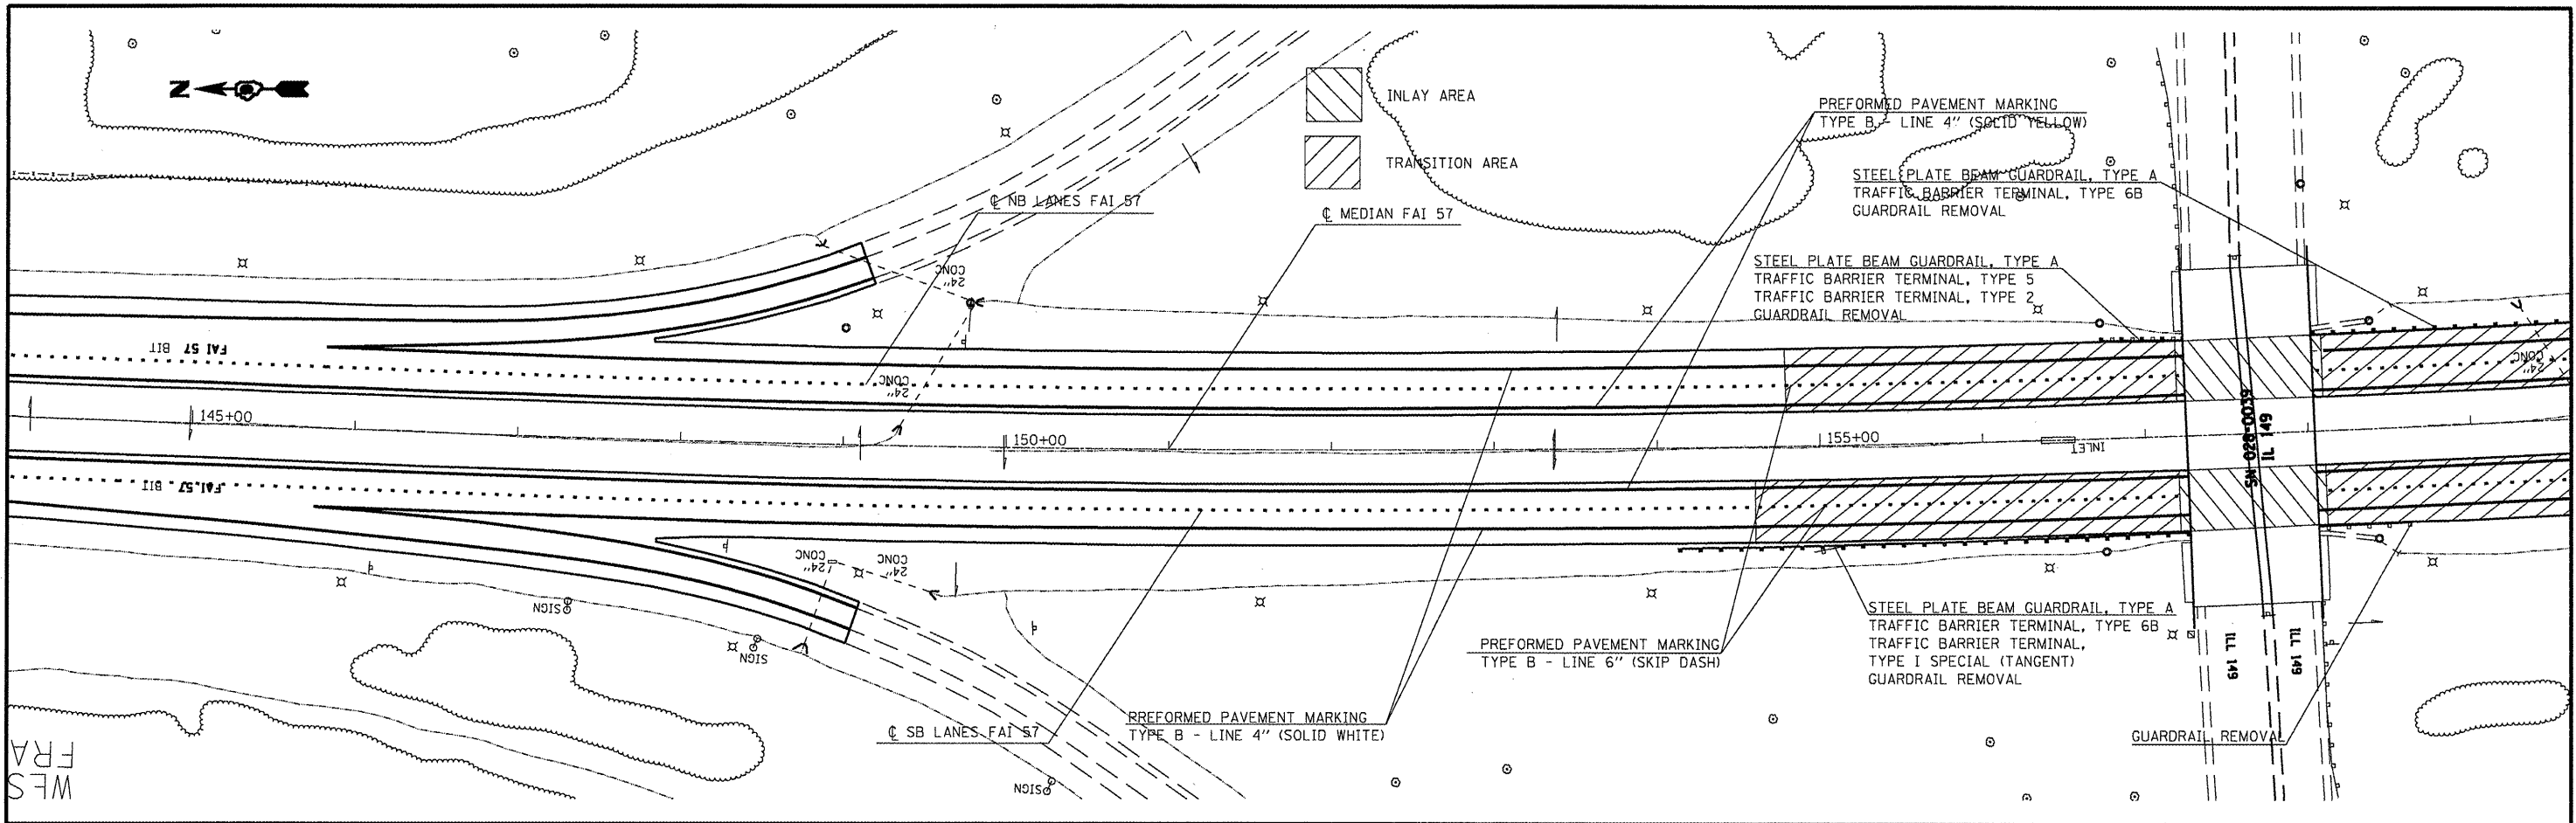 N
INLAY AREA
TRANSITION AREA
PREFORMED PAVEMENT MARKING
TYPE B - LINE 4" (SOLID YELLOW)
STEEL PLATE BEAM GUARDRAIL, TYPE A
TRAFFIC BARRIER TERMINAL, TYPE 6B
GUARDRAIL REMOVAL
℄ NB LANES FAI 57
℄ MEDIAN FAI 57
STEEL PLATE BEAM GUARDRAIL, TYPE A
TRAFFIC BARRIER TERMINAL, TYPE 5
TRAFFIC BARRIER TERMINAL, TYPE 2
GUARDRAIL REMOVAL
24"
CONC
FAI 57 BIT
24"
CONC
24"
CONC
145+00
150+00
155+00
INLET
SN 028-0039
IL 149
FAI 57 BIT
24"
CONC
24"
CONC
SIGN
SIGN
SIGN
STEEL PLATE BEAM GUARDRAIL, TYPE A
TRAFFIC BARRIER TERMINAL, TYPE 6B
TRAFFIC BARRIER TERMINAL,
TYPE I SPECIAL (TANGENT)
GUARDRAIL REMOVAL
PREFORMED PAVEMENT MARKING
TYPE B - LINE 6" (SKIP DASH)
ILL 149
ILL 149
℄ SB LANES FAI 57
PREFORMED PAVEMENT MARKING
TYPE B - LINE 4" (SOLID WHITE)
GUARDRAIL REMOVAL
WES
FRA